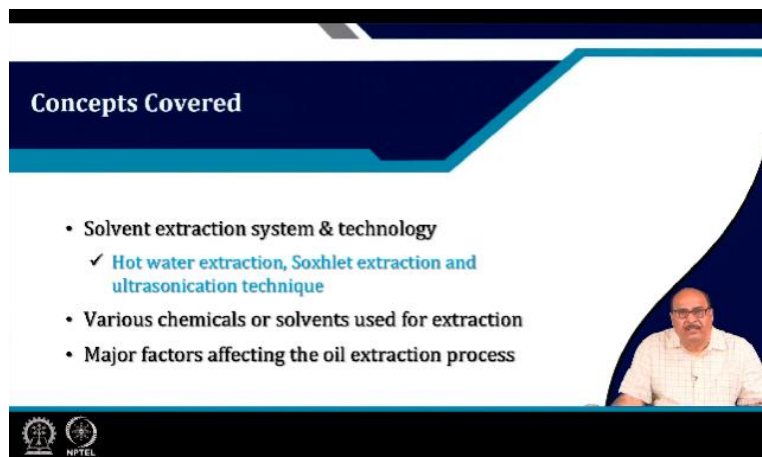 Concepts Covered
• Solvent extraction system & technology
✓ Hot water extraction, Soxhlet extraction and
ultrasonication technique
• Various chemicals or solvents used for extraction
• Major factors affecting the oil extraction process
NPTEL